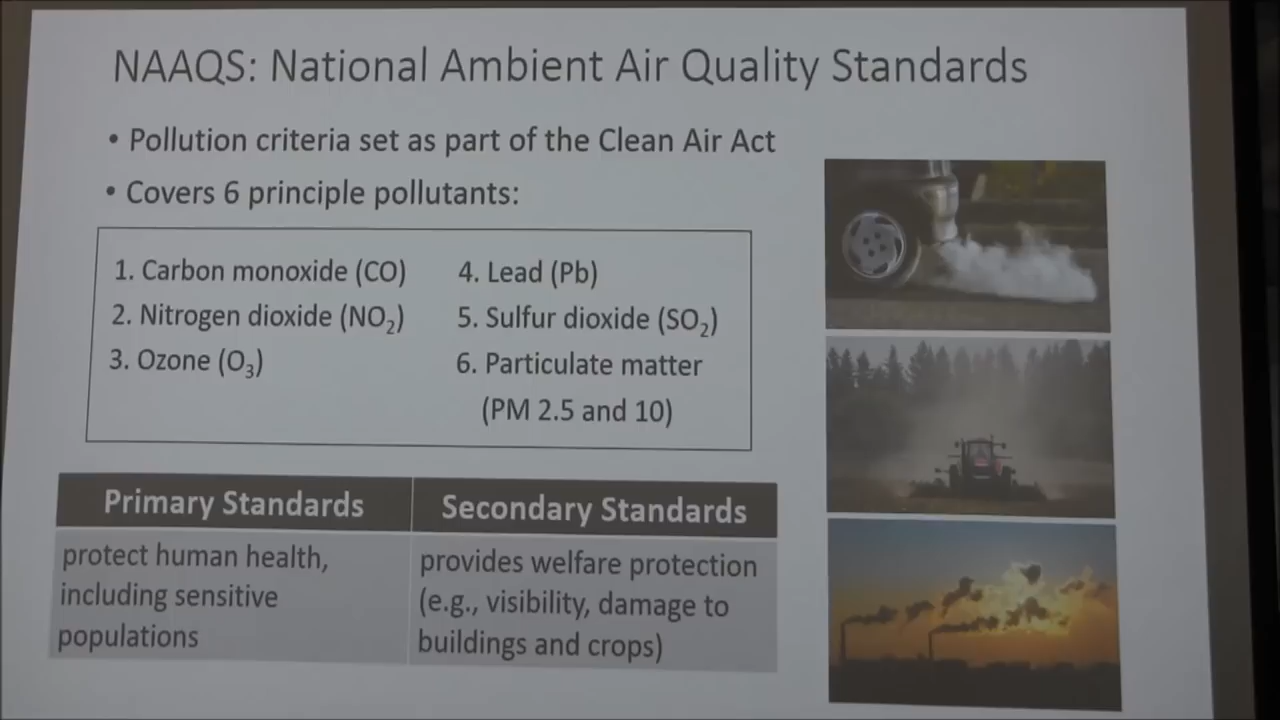 NAAQS: National Ambient Air Quality Standards
• Pollution criteria set as part of the Clean Air Act
• Covers 6 principle pollutants:
1. Carbon monoxide (CO)
2. Nitrogen dioxide (NO₂)
3. Ozone (O₃)
4. Lead (Pb)
5. Sulfur dioxide (SO₂)
6. Particulate matter
(PM 2.5 and 10)
Primary Standards
protect human health,
including sensitive
populations
Secondary Standards
provides welfare protection
(e.g., visibility, damage to
buildings and crops)